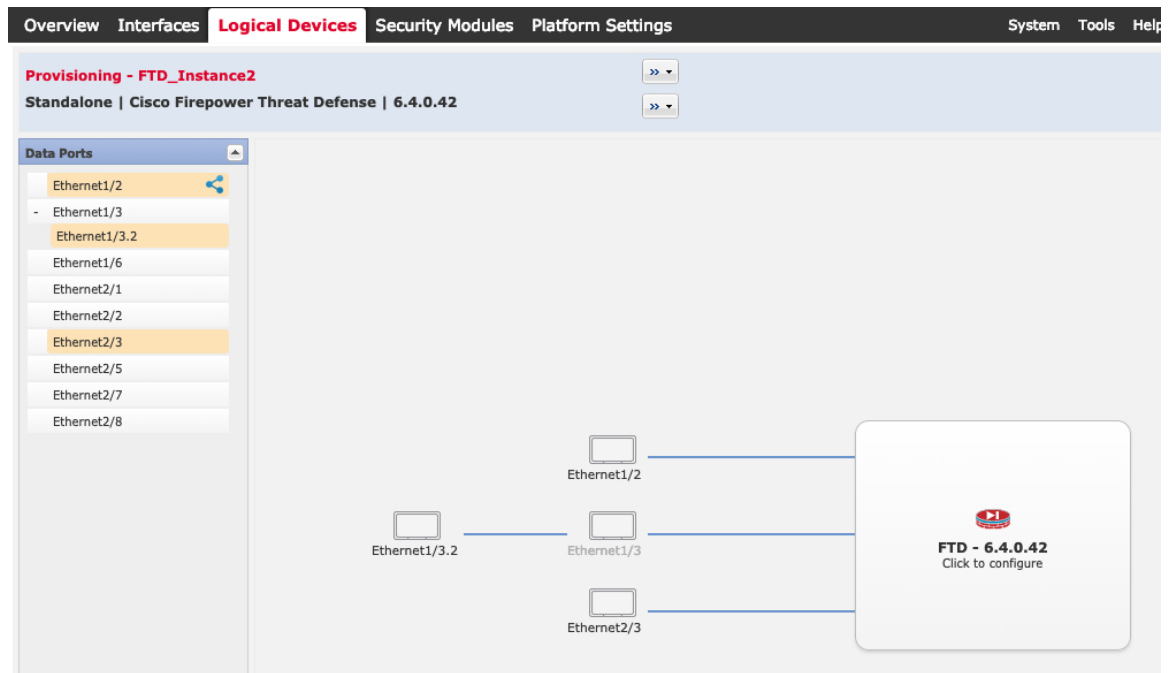 Overview Interfaces Logical Devices Security Modules Platform Settings System Tools Help
Provisioning - FTD_Instance2
Standalone | Cisco Firepower Threat Defense | 6.4.0.42
Data Ports
Ethernet1/2
- Ethernet1/3
Ethernet1/3.2
Ethernet1/6
Ethernet2/1
Ethernet2/2
Ethernet2/3
Ethernet2/5
Ethernet2/7
Ethernet2/8
Ethernet1/2
Ethernet1/3.2
Ethernet1/3
Ethernet2/3
FTD - 6.4.0.42
Click to configure